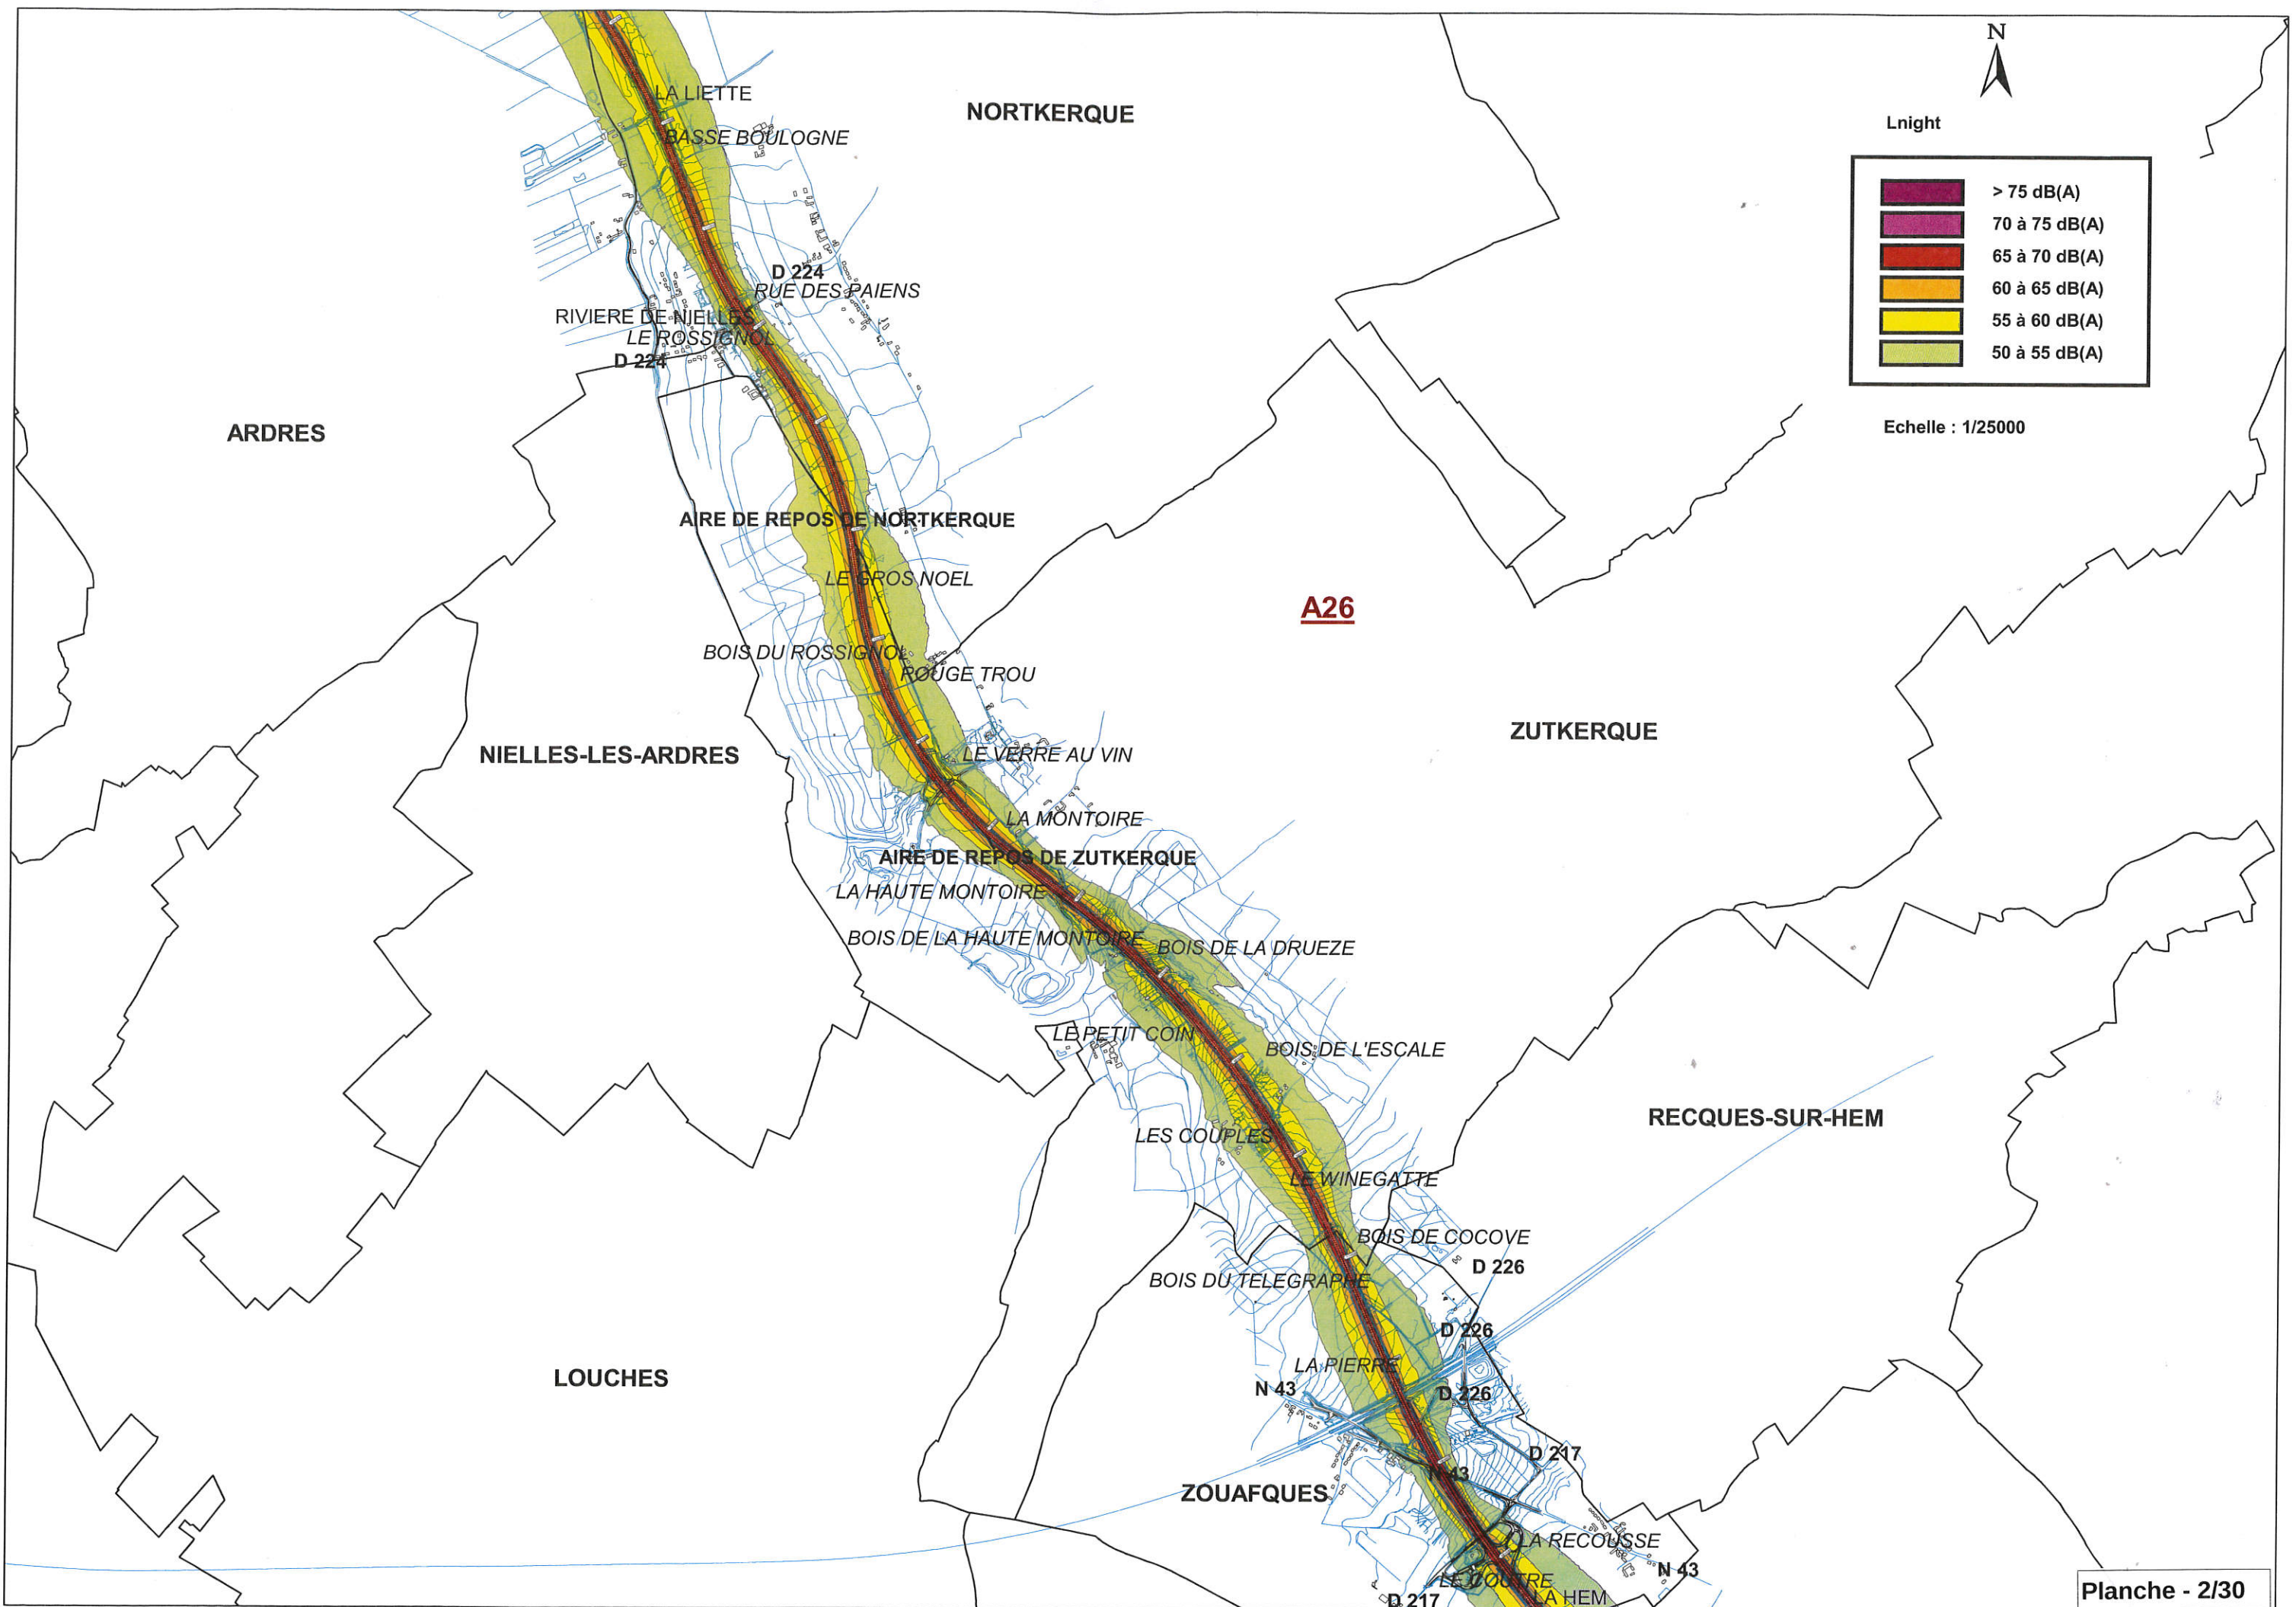 N
LA LIETTE
NORTKERQUE
Lnight
BASSE BOULOGNE
> 75 dB(A)
70 à 75 dB(A)
65 à 70 dB(A)
60 à 65 dB(A)
55 à 60 dB(A)
50 à 55 dB(A)
D 224
RUE DES PAIENS
RIVIERE DE NIELLES
LE ROSSIGNOL
D 224
Echelle : 1/25000
ARDRES
AIRE DE REPOS DE NORTKERQUE
LE GROS NOEL
A26
BOIS DU ROSSIGNOL
ROUGE TROU
ZUTKERQUE
NIELLES-LES-ARDRES
LE VERRE AU VIN
LA MONTOIRE
AIRE DE REPOS DE ZUTKERQUE
LA HAUTE MONTOIRE
BOIS DE LA HAUTE MONTOIRE
BOIS DE LA DRUEZE
LE PETIT COIN
BOIS DE L'ESCALE
RECQUES-SUR-HEM
LES COUPLES
LE WINEGATTE
BOIS DE COCOVE
D 226
BOIS DU TELEGRAPHE
D 226
LA PIERRE
LOUCHES
N 43
D 226
D 217
N 43
ZOUAFQUES
LA RECOUSSE
N 43
LE COUTRE
LA HEM
D 217
Planche - 2/30